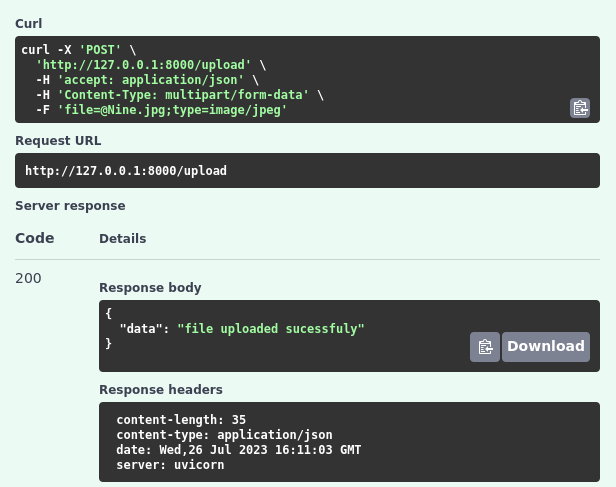 Curl
curl -X 'POST' \
'http://127.0.0.1:8000/upload' \
-H 'accept: application/json' \
-H 'Content-Type: multipart/form-data' \
-F 'file=@Nine.jpg;type=image/jpeg'
Request URL
http://127.0.0.1:8000/upload
Server response
Code Details
200
Response body
{
"data": "file uploaded sucessfuly"
}
Download
Response headers
content-length: 35
content-type: application/json
date: Wed,26 Jul 2023 16:11:03 GMT
server: uvicorn